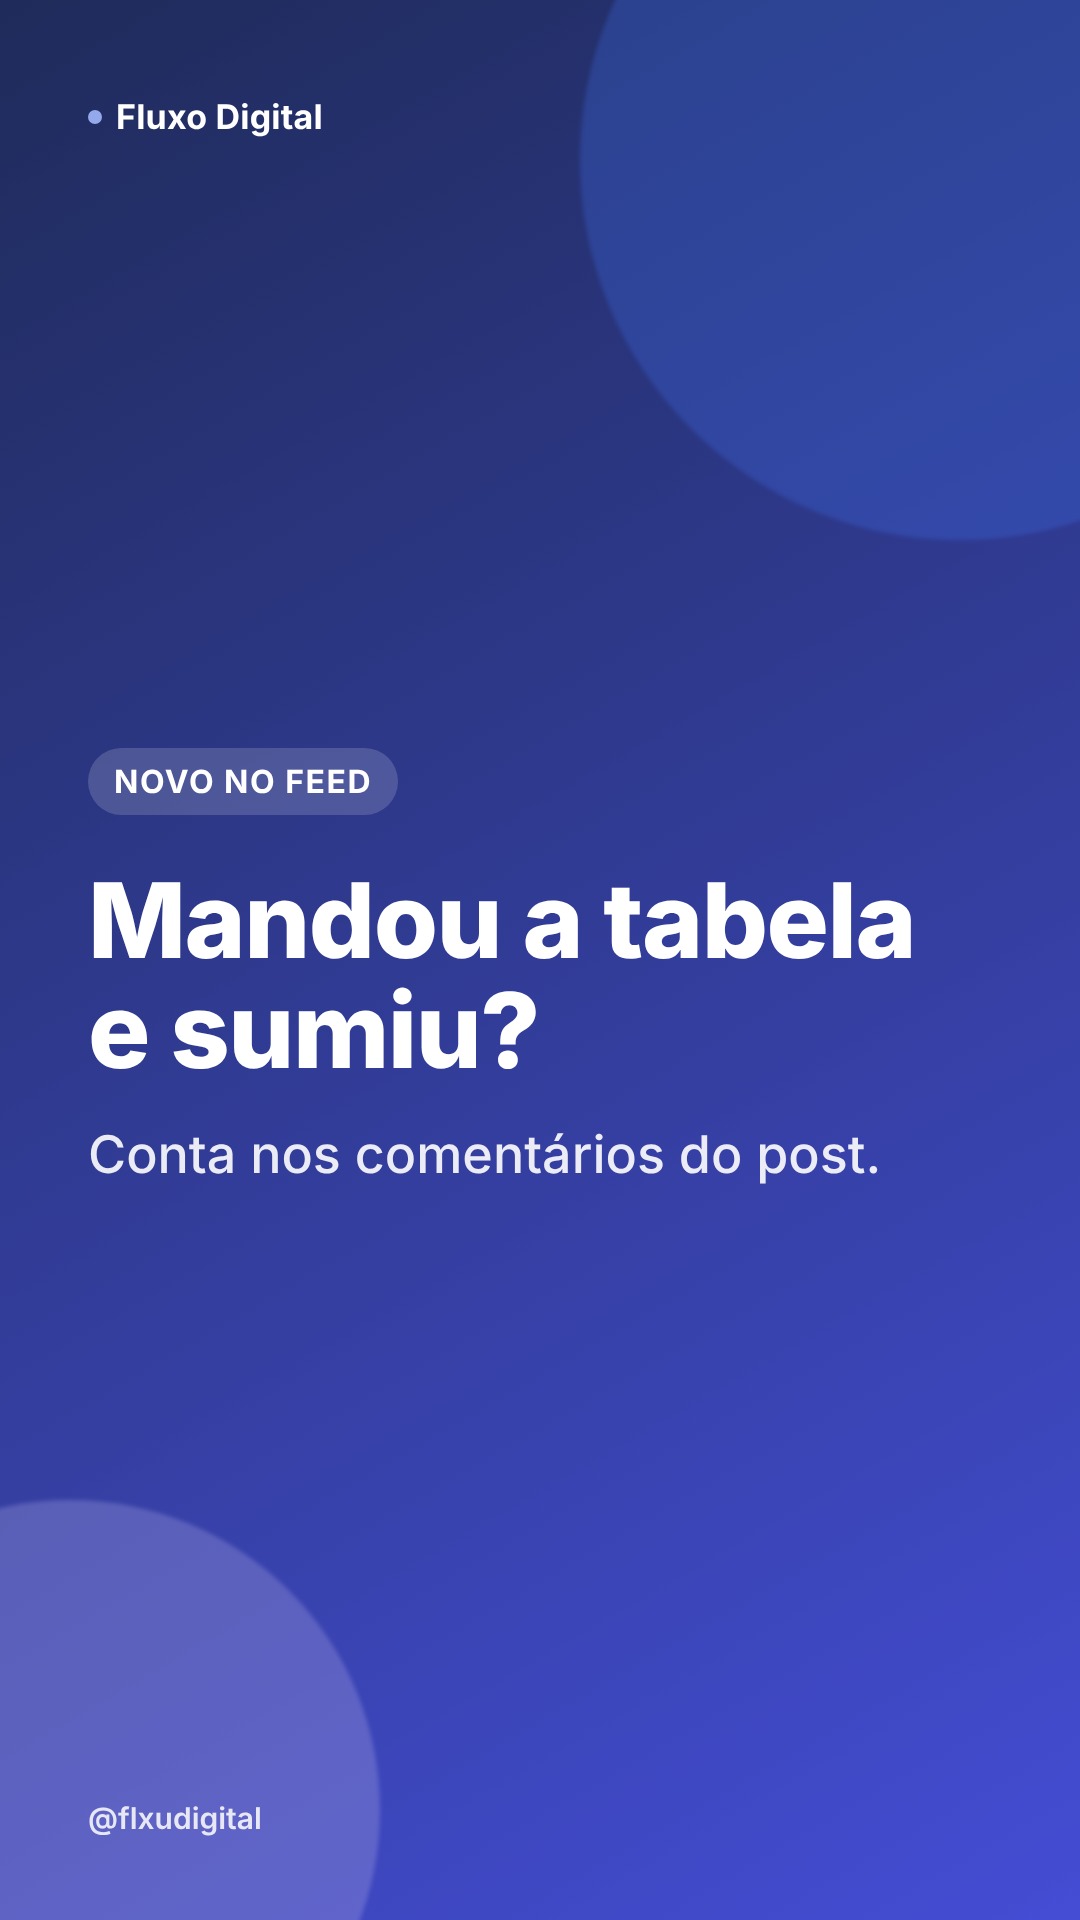 Fluxo Digital
NOVO NO FEED
Mandou a tabela
e sumiu?
Conta nos comentários do post.
@flxudigital